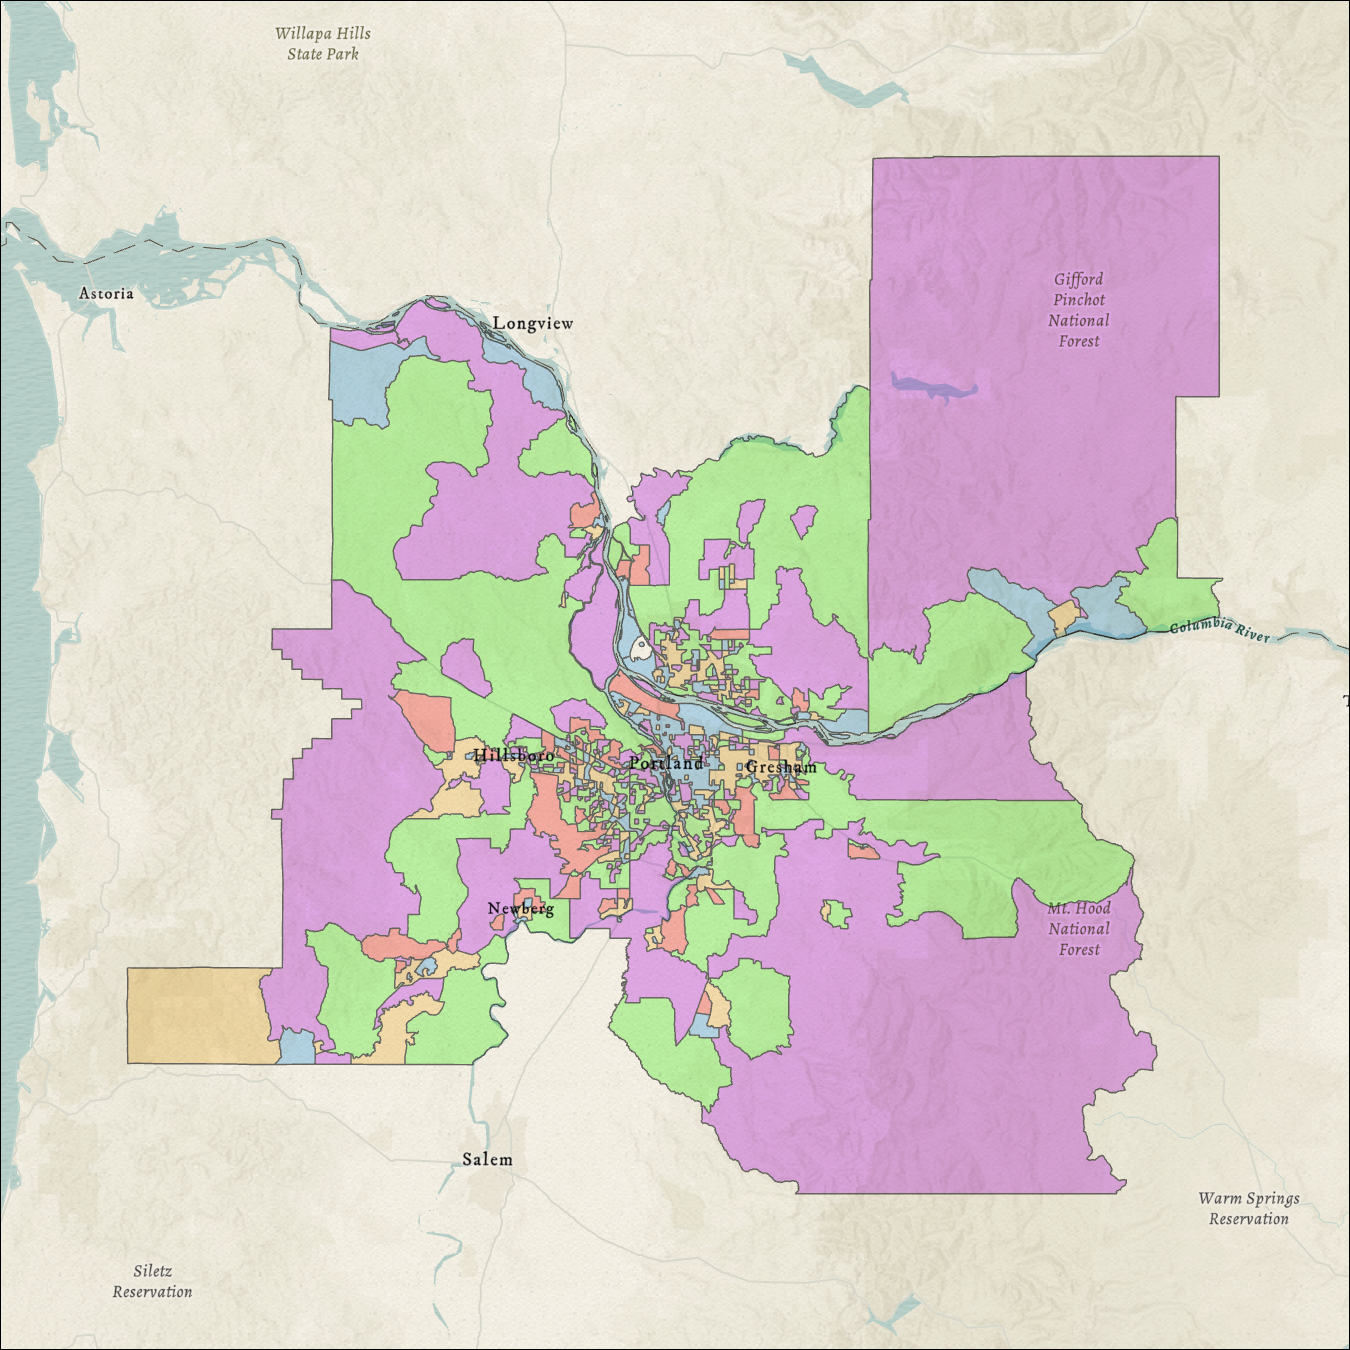 Willapa Hills
State Park
Astoria
Longview
Gifford
Pinchot
National
Forest
Columbia River
Hillsboro
Portland
Gresham
Newberg
Mt. Hood
National
Forest
Salem
Warm Springs
Reservation
Siletz
Reservation